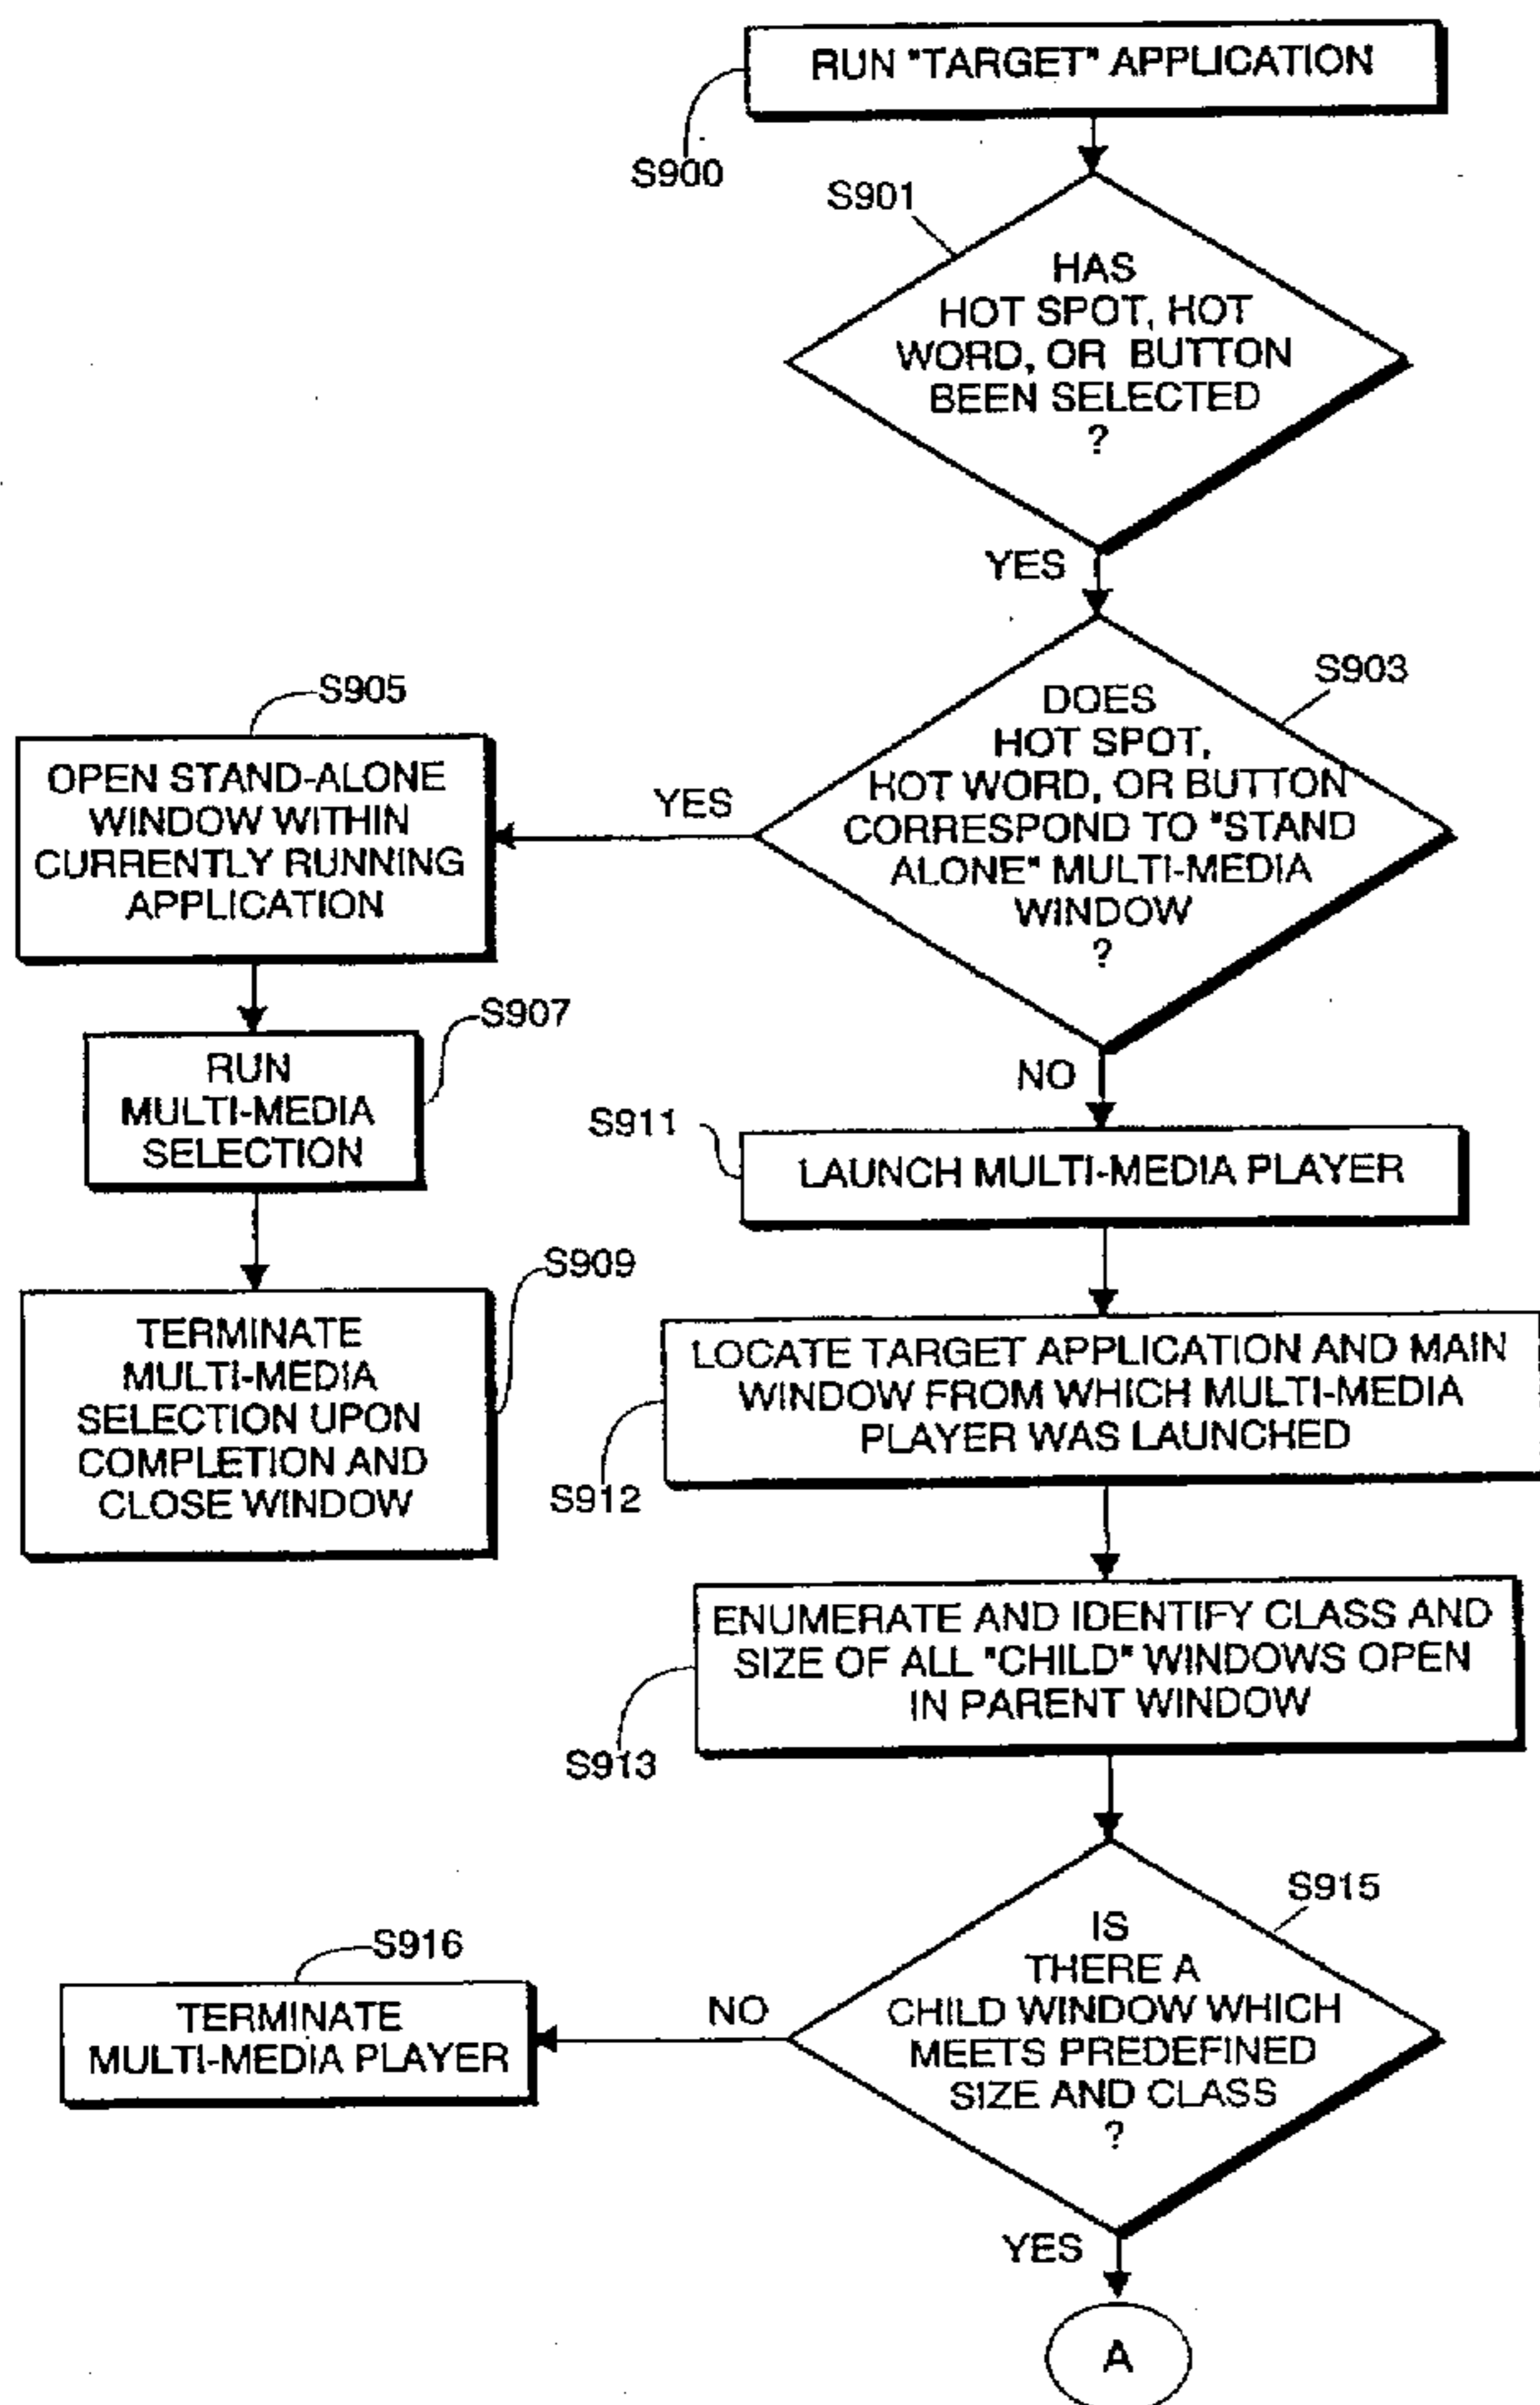 RUN "TARGET" APPLICATION
S900
S901
HAS
HOT SPOT, HOT
WORD, OR BUTTON
BEEN SELECTED
?
YES
S903
DOES
HOT SPOT,
HOT WORD, OR BUTTON
CORRESPOND TO "STAND
ALONE" MULTI-MEDIA
WINDOW
?
YES
S905
OPEN STAND-ALONE
WINDOW WITHIN
CURRENTLY RUNNING
APPLICATION
S907
RUN
MULTI-MEDIA
SELECTION
S909
TERMINATE
MULTI-MEDIA
SELECTION UPON
COMPLETION AND
CLOSE WINDOW
NO
S911
LAUNCH MULTI-MEDIA PLAYER
LOCATE TARGET APPLICATION AND MAIN
WINDOW FROM WHICH MULTI-MEDIA
PLAYER WAS LAUNCHED
S912
ENUMERATE AND IDENTIFY CLASS AND
SIZE OF ALL "CHILD" WINDOWS OPEN
IN PARENT WINDOW
S913
S915
IS
THERE A
CHILD WINDOW WHICH
MEETS PREDEFINED
SIZE AND CLASS
?
NO
S916
TERMINATE
MULTI-MEDIA PLAYER
YES
A